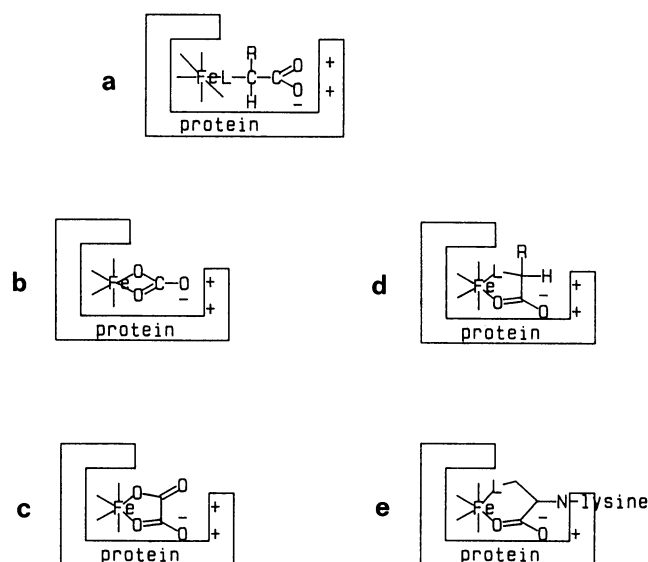 a
R
Fe L C C O
O
H
−
+
+
protein
b
O
Fe C O
O
−
+
+
protein
d
R
L H
Fe
O O
−
+
+
protein
c
O O
Fe
O O
−
+
+
protein
e
L
Fe N-lysine
O O
−
+
protein